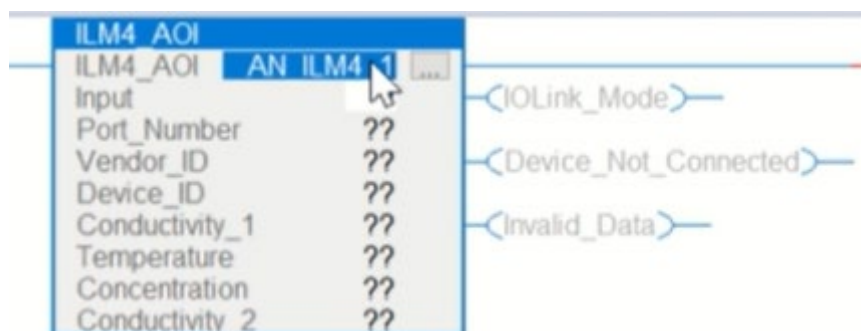 ILM4_AOI
ILM4_AOI AN_ILM4_1 ...
Input IOLink_Mode
Port_Number ??
Vendor_ID ?? Device_Not_Connected
Device_ID ??
Conductivity_1 ?? Invalid_Data
Temperature ??
Concentration ??
Conductivity_2 ??